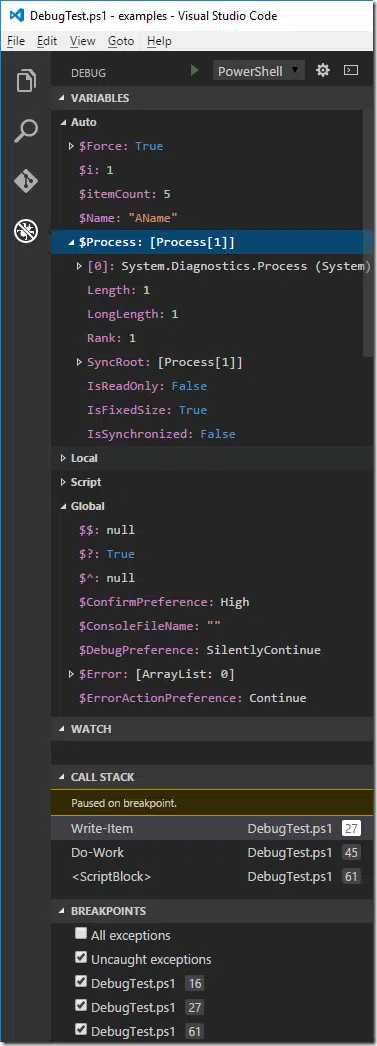 DebugTest.ps1 - examples - Visual Studio Code
File Edit View Goto Help
DEBUG PowerShell
VARIABLES
Auto
$Force: True
$i: 1
$itemCount: 5
$Name: "AName"
$Process: [Process[1]]
[0]: System.Diagnostics.Process (System)
Length: 1
LongLength: 1
Rank: 1
SyncRoot: [Process[1]]
IsReadOnly: False
IsFixedSize: True
IsSynchronized: False
Local
Script
Global
$$: null
$?: True
$^: null
$ConfirmPreference: High
$ConsoleFileName: ""
$DebugPreference: SilentlyContinue
$Error: [ArrayList: 0]
$ErrorActionPreference: Continue
WATCH
CALL STACK
Paused on breakpoint.
Write-Item DebugTest.ps1 27
Do-Work DebugTest.ps1 45
<ScriptBlock> DebugTest.ps1 61
BREAKPOINTS
All exceptions
Uncaught exceptions
DebugTest.ps1 16
DebugTest.ps1 27
DebugTest.ps1 61